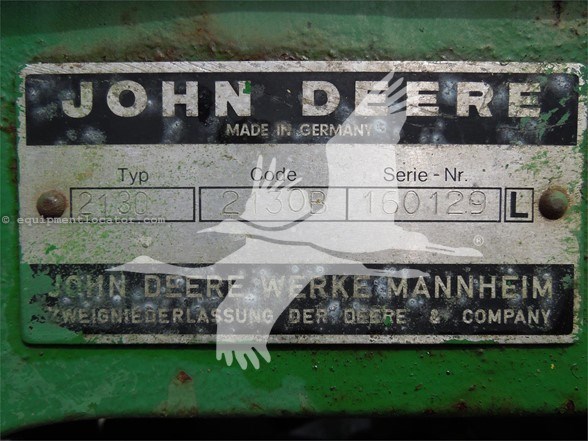 JOHN DEERE
MADE IN GERMANY
Typ Code Serie - Nr.
2130 2130B 160129 L
© equipmentlocator.com
®
JOHN DEERE WERKE MANNHEIM
ZWEIGNIEDERLASSUNG DER DEERE & COMPANY